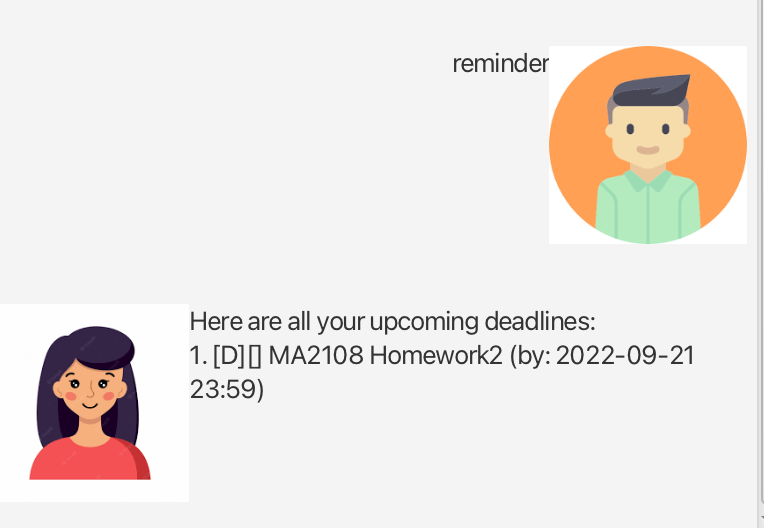 reminder
Here are all your upcoming deadlines:
1. [D][] MA2108 Homework2 (by: 2022-09-21
23:59)